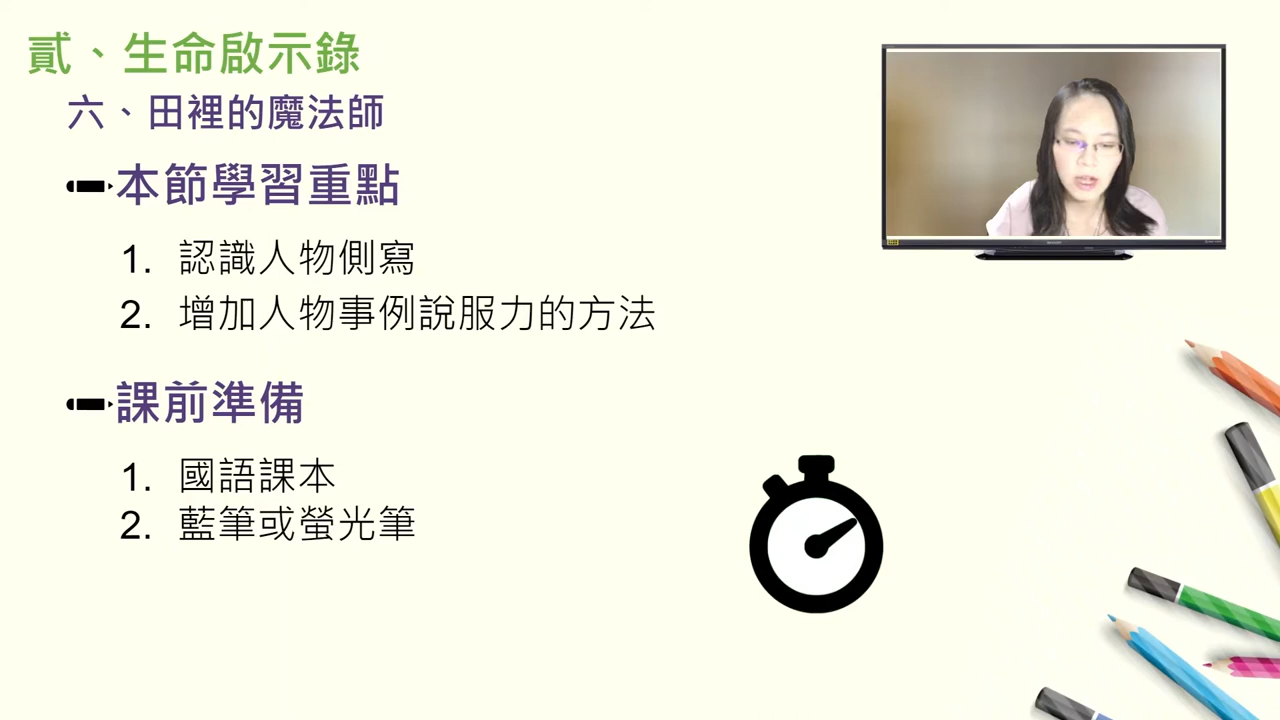 貳、生命啟示錄
六、田裡的魔法師
本節學習重點
1. 認識人物側寫
2. 增加人物事例說服力的方法
課前準備
1. 國語課本
2. 藍筆或螢光筆